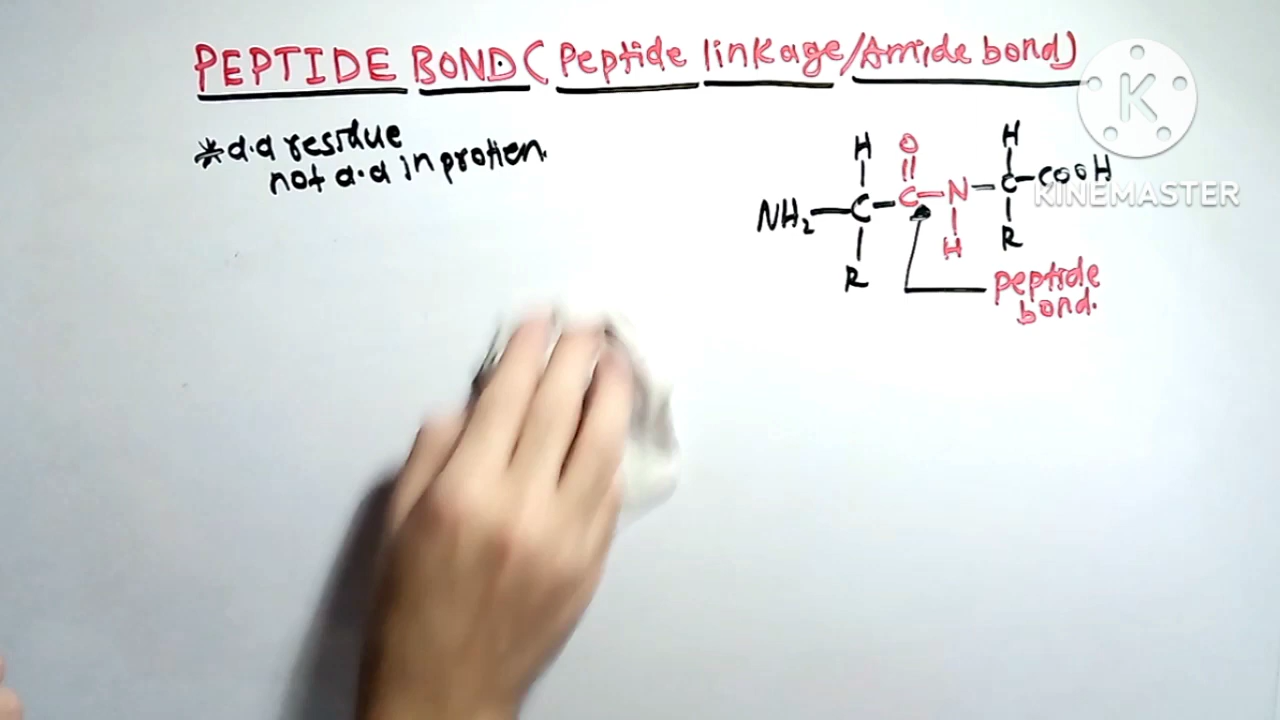 PEPTIDE BOND (Peptide linkage/Amide bond)
*a.a residue
not a.a in protien.
H O H
NH₂-C-C-N-C-COOH
R H R
peptide
bond.
K
KINEMASTER